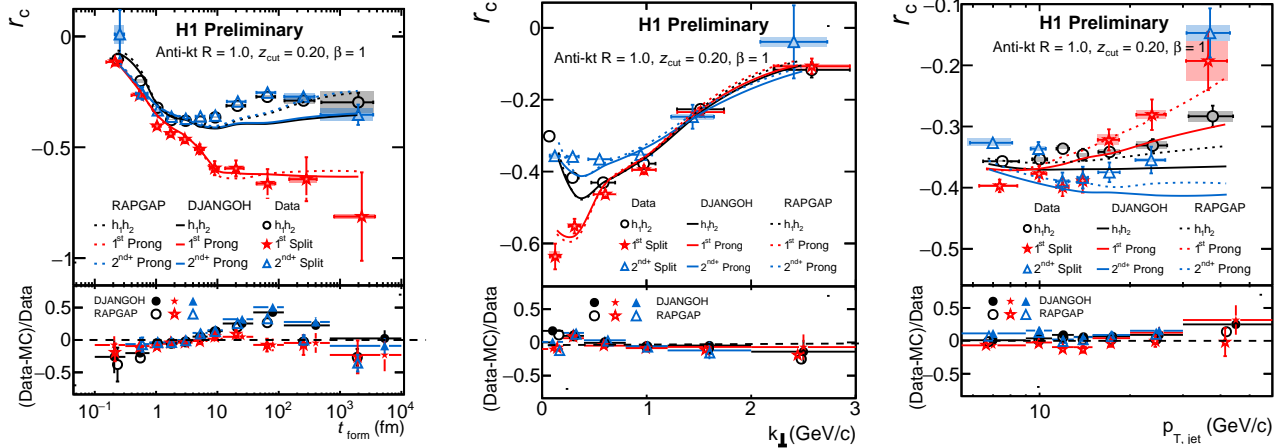 r_c
H1 Preliminary
Anti-kt R = 1.0, z_cut = 0.20, β = 1
0
−0.5
−1
RAPGAP DJANGOH Data
h₁h₂ h₁h₂ h₁h₂
1st Prong 1st Prong 1st Split
2nd+ Prong 2nd+ Prong 2nd+ Split
(Data-MC)/Data
0.5
0
−0.5
DJANGOH
RAPGAP
10⁻¹ 1 10 10² 10³ 10⁴
t_form (fm)
r_c
H1 Preliminary
Anti-kt R = 1.0, z_cut = 0.20, β = 1
0
−0.2
−0.4
−0.6
−0.8
Data DJANGOH RAPGAP
h₁h₂ h₁h₂ h₁h₂
1st Split 1st Prong 1st Prong
2nd+ Split 2nd+ Prong 2nd+ Prong
(Data-MC)/Data
0.5
0
−0.5
DJANGOH
RAPGAP
0 1 2 3
k_⊥ (GeV/c)
r_c
−0.1
H1 Preliminary
Anti-kt R = 1.0, z_cut = 0.20, β = 1
−0.2
−0.3
−0.4
−0.5
Data DJANGOH RAPGAP
h₁h₂ h₁h₂ h₁h₂
1st Split 1st Prong 1st Prong
2nd+ Split 2nd+ Prong 2nd+ Prong
(Data-MC)/Data
0.5
0
−0.5
DJANGOH
RAPGAP
10
p_T, jet (GeV/c)